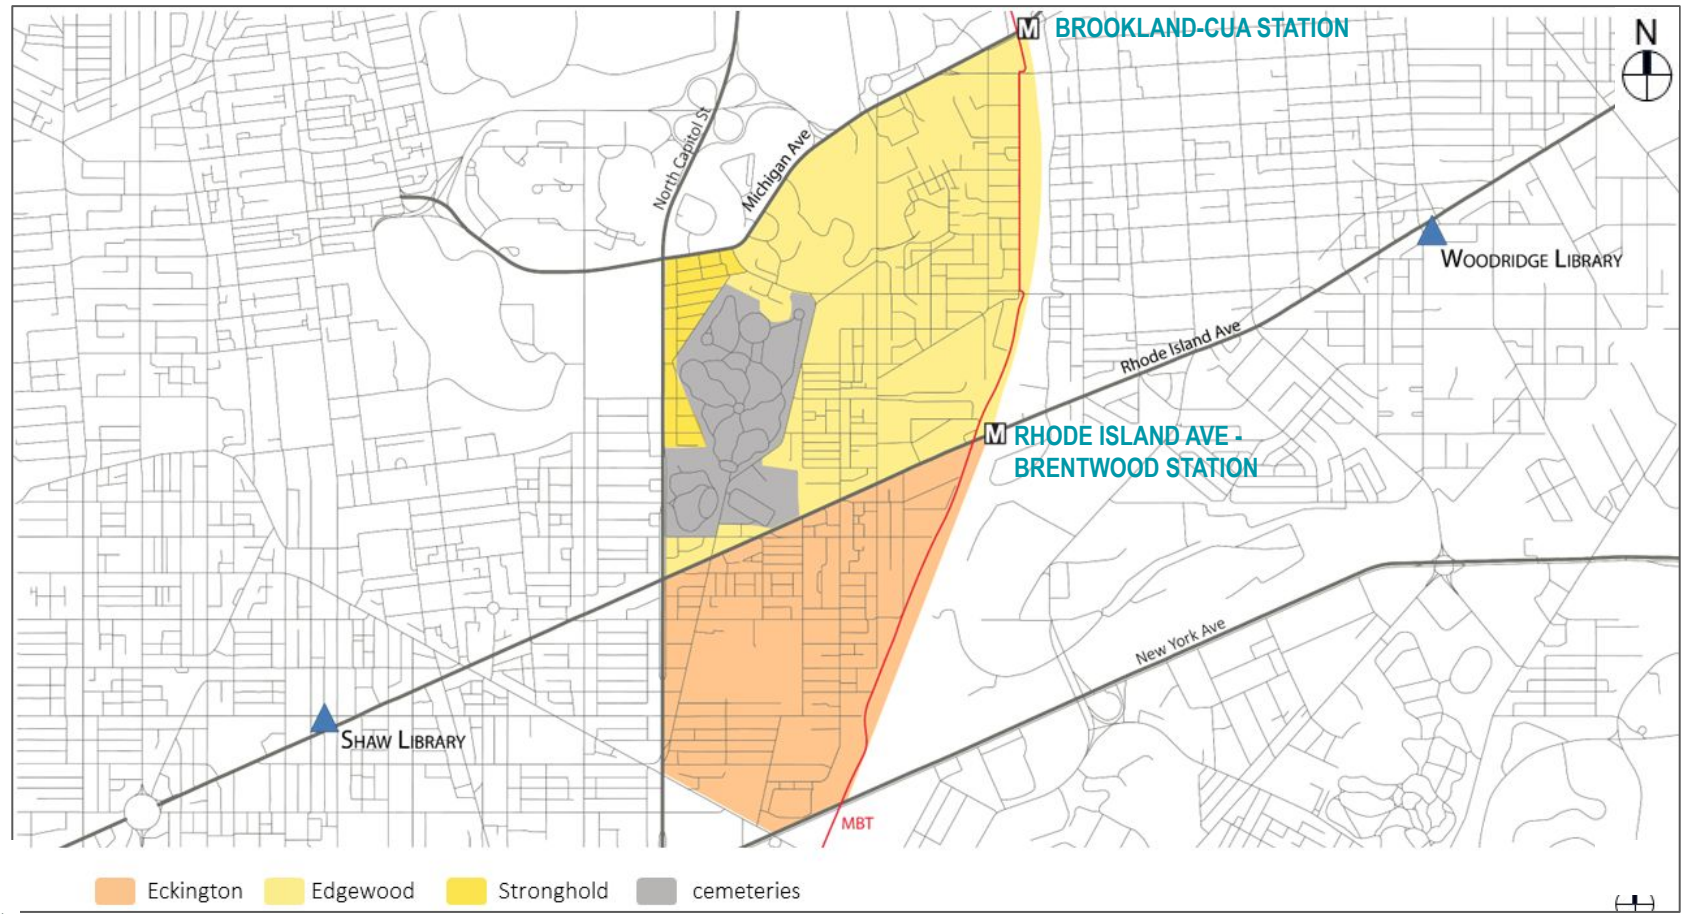 M BROOKLAND-CUA STATION
N
North Capitol St
Michigan Ave
WOODRIDGE LIBRARY
Rhode Island Ave
M RHODE ISLAND AVE -
BRENTWOOD STATION
New York Ave
SHAW LIBRARY
MBT
Eckington Edgewood Stronghold cemeteries